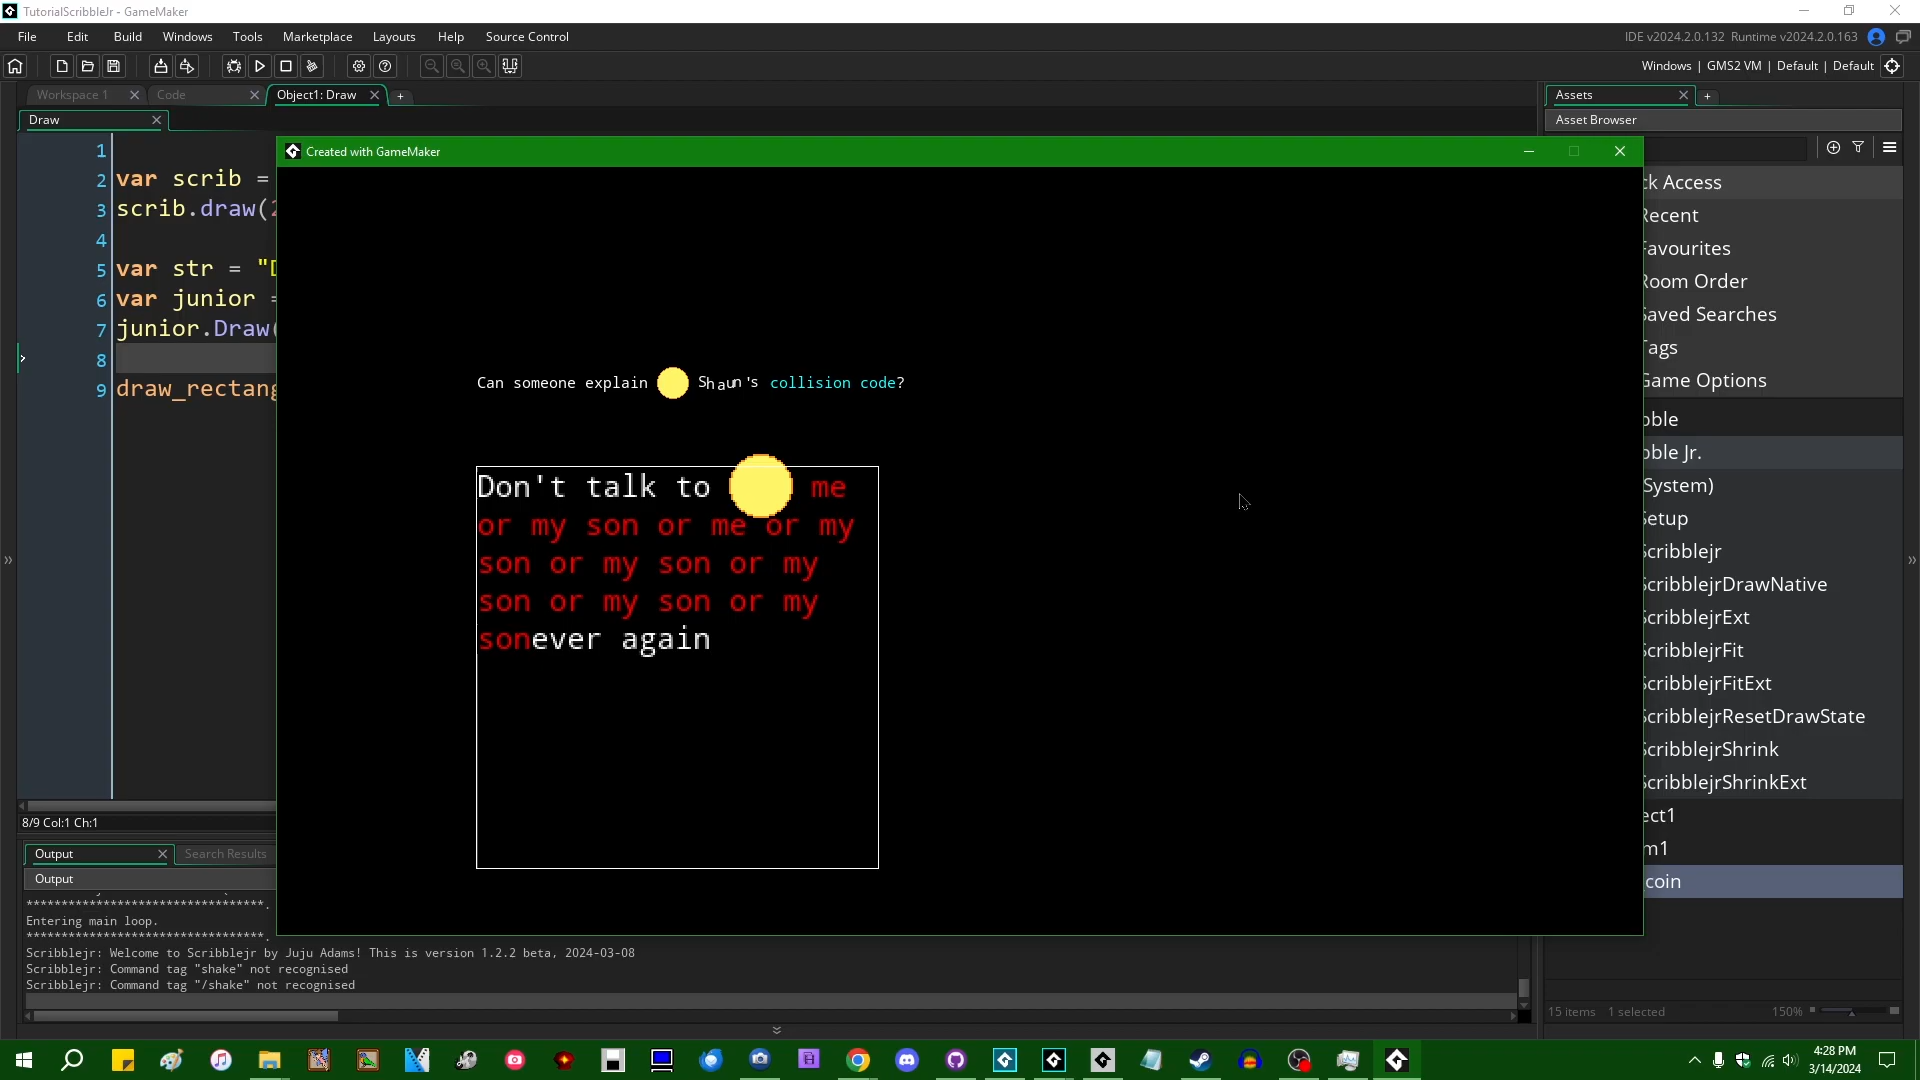 TutorialScribbleJr - GameMaker
File Edit Build Windows Tools Marketplace Layouts Help Source Control
IDE v2024.2.0.132 Runtime v2024.2.0.163
Windows | GMS2 VM | Default | Default
Workspace 1 Code Object1: Draw
Assets
Draw
Asset Browser
Created with GameMaker
1
2 var scrib =
3 scrib.draw(2
4
5 var str = "D
6 var junior =
7 junior.Draw(
8
9 draw_rectang
Can someone explain Shaun's collision code?
Don't talk to me
or my son or me or my
son or my son or my
son or my son or my
sonever again
ck Access
Recent
Favourites
Room Order
Saved Searches
Tags
Game Options
bble
bble Jr.
(System)
Setup
Scribblejr
ScribblejrDrawNative
ScribblejrExt
ScribblejrFit
ScribblejrFitExt
ScribblejrResetDrawState
ScribblejrShrink
ScribblejrShrinkExt
ect1
m1
coin
8/9 Col:1 Ch:1
Output Search Results
Output
*********************************.
Entering main loop.
*********************************.
Scribblejr: Welcome to Scribblejr by Juju Adams! This is version 1.2.2 beta, 2024-03-08
Scribblejr: Command tag "shake" not recognised
Scribblejr: Command tag "/shake" not recognised
15 items 1 selected 150%
4:28 PM
3/14/2024